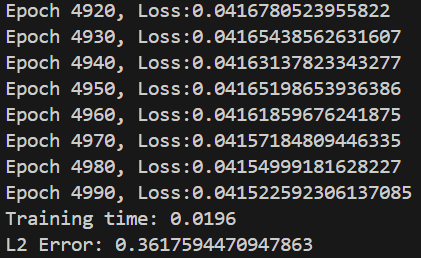 Epoch 4920, Loss:0.0416780523955822
Epoch 4930, Loss:0.04165438562631607
Epoch 4940, Loss:0.04163137823343277
Epoch 4950, Loss:0.04165198653936386
Epoch 4960, Loss:0.04161859676241875
Epoch 4970, Loss:0.04157184809446335
Epoch 4980, Loss:0.04154999181628227
Epoch 4990, Loss:0.041522592306137085
Training time: 0.0196
L2 Error: 0.3617594470947863